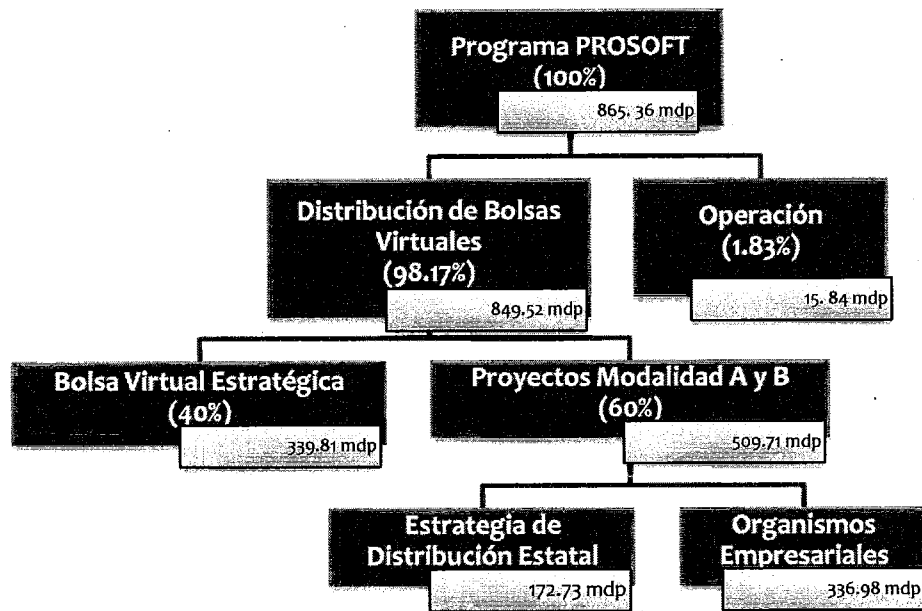 Programa PROSOFT
(100%)
865. 36 mdp
Distribución de Bolsas
Virtuales
(98.17%)
849.52 mdp
Operación
(1.83%)
15. 84 mdp
Bolsa Virtual Estratégica
(40%)
339.81 mdp
Proyectos Modalidad A y B
(60%)
509.71 mdp
Estrategia de
Distribución Estatal
172.73 mdp
Organismos
Empresariales
336.98 mdp